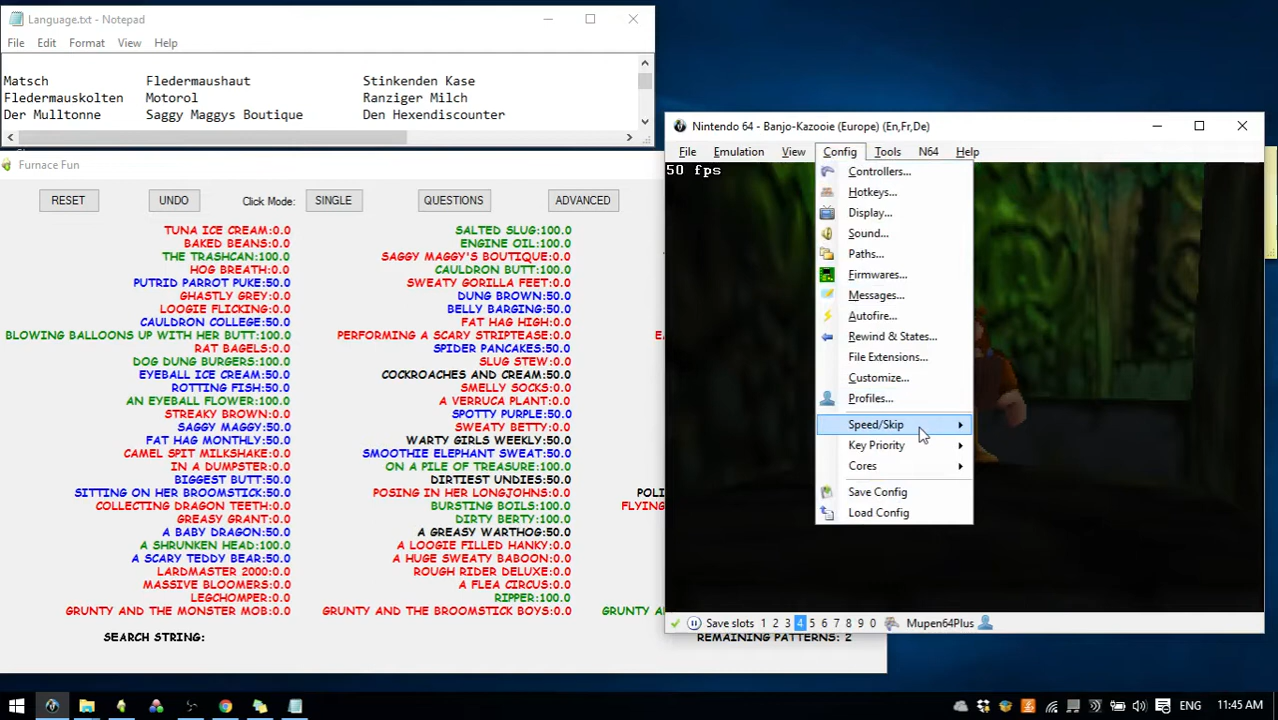 Language.txt - Notepad
File Edit Format View Help
Matsch Fledermaushaut Stinkenden Kase
Fledermauskolten Motorol Ranziger Milch
Der Mulltonne Saggy Maggys Boutique Den Hexendiscounter
Furnace Fun
RESET UNDO Click Mode: SINGLE QUESTIONS ADVANCED
TUNA ICE CREAM:0.0 SALTED SLUG:100.0
BAKED BEANS:0.0 ENGINE OIL:100.0
THE TRASHCAN:100.0 SAGGY MAGGY'S BOUTIQUE:0.0
HOG BREATH:0.0 CAULDRON BUTT:100.0
PUTRID PARROT PUKE:50.0 SWEATY GORILLA FEET:0.0
GHASTLY GREY:0.0 DUNG BROWN:50.0
LOOGIE FLICKING:0.0 BELLY BARGING:50.0
CAULDRON COLLEGE:50.0 FAT HAG HIGH:0.0
BLOWING BALLOONS UP WITH HER BUTT:100.0 PERFORMING A SCARY STRIPTEASE:0.0
RAT BAGELS:0.0 SPIDER PANCAKES:50.0
DOG DUNG BURGERS:100.0 SLUG STEW:0.0
EYEBALL ICE CREAM:50.0 COCKROACHES AND CREAM:50.0
ROTTING FISH:50.0 SMELLY SOCKS:0.0
AN EYEBALL FLOWER:100.0 A VERRUCA PLANT:0.0
STREAKY BROWN:0.0 SPOTTY PURPLE:50.0
SAGGY MAGGY:50.0 SWEATY BETTY:0.0
FAT HAG MONTHLY:50.0 WARTY GIRLS WEEKLY:50.0
CAMEL SPIT MILKSHAKE:0.0 SMOOTHIE ELEPHANT SWEAT:50.0
IN A DUMPSTER:0.0 ON A PILE OF TREASURE:100.0
BIGGEST BUTT:50.0 DIRTIEST UNDIES:50.0
SITTING ON HER BROOMSTICK:50.0 POSING IN HER LONGJOHNS:0.0 POLI
COLLECTING DRAGON TEETH:0.0 BURSTING BOILS:100.0 FLYING
GREASY GRANT:0.0 DIRTY BERTY:100.0
A BABY DRAGON:50.0 A GREASY WARTHOG:50.0
A SHRUNKEN HEAD:100.0 A LOOGIE FILLED HANKY:0.0
A SCARY TEDDY BEAR:50.0 A HUGE SWEATY BABOON:0.0
LARDMASTER 2000:0.0 ROUGH RIDER DELUXE:0.0
MASSIVE BLOOMERS:0.0 A FLEA CIRCUS:0.0
LEGCHOMPER:0.0 RIPPER:100.0
GRUNTY AND THE MONSTER MOB:0.0 GRUNTY AND THE BROOMSTICK BOYS:0.0 GRUNTY AN
SEARCH STRING: REMAINING PATTERNS: 2
Nintendo 64 - Banjo-Kazooie (Europe) (En,Fr,De)
File Emulation View Config Tools N64 Help
50 fps
Controllers...
Hotkeys...
Display...
Sound...
Paths...
Firmwares...
Messages...
Autofire...
Rewind & States...
File Extensions...
Customize...
Profiles...
Speed/Skip
Key Priority
Cores
Save Config
Load Config
Save slots 1 2 3 4 5 6 7 8 9 0 Mupen64Plus
ENG 11:45 AM